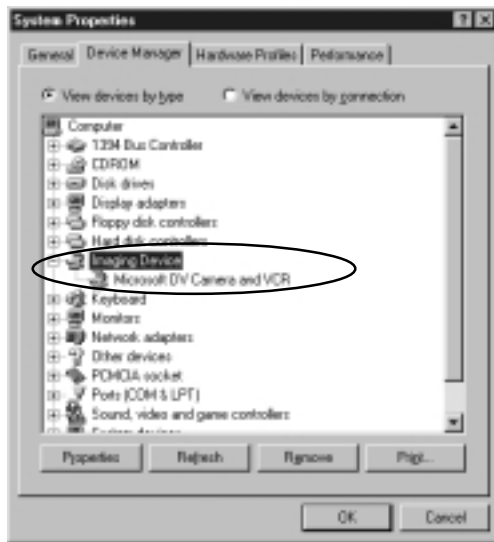 System Properties
General Device Manager Hardware Profiles Performance
View devices by type View devices by connection
Computer
1394 Bus Controller
CDROM
Disk drives
Display adapters
Floppy disk controllers
Hard disk controllers
Imaging Device
Microsoft DV Camera and VCR
Keyboard
Monitors
Network adapters
Other devices
PCMCIA socket
Ports (COM & LPT)
Sound, video and game controllers
Properties Refresh Remove Print...
OK Cancel